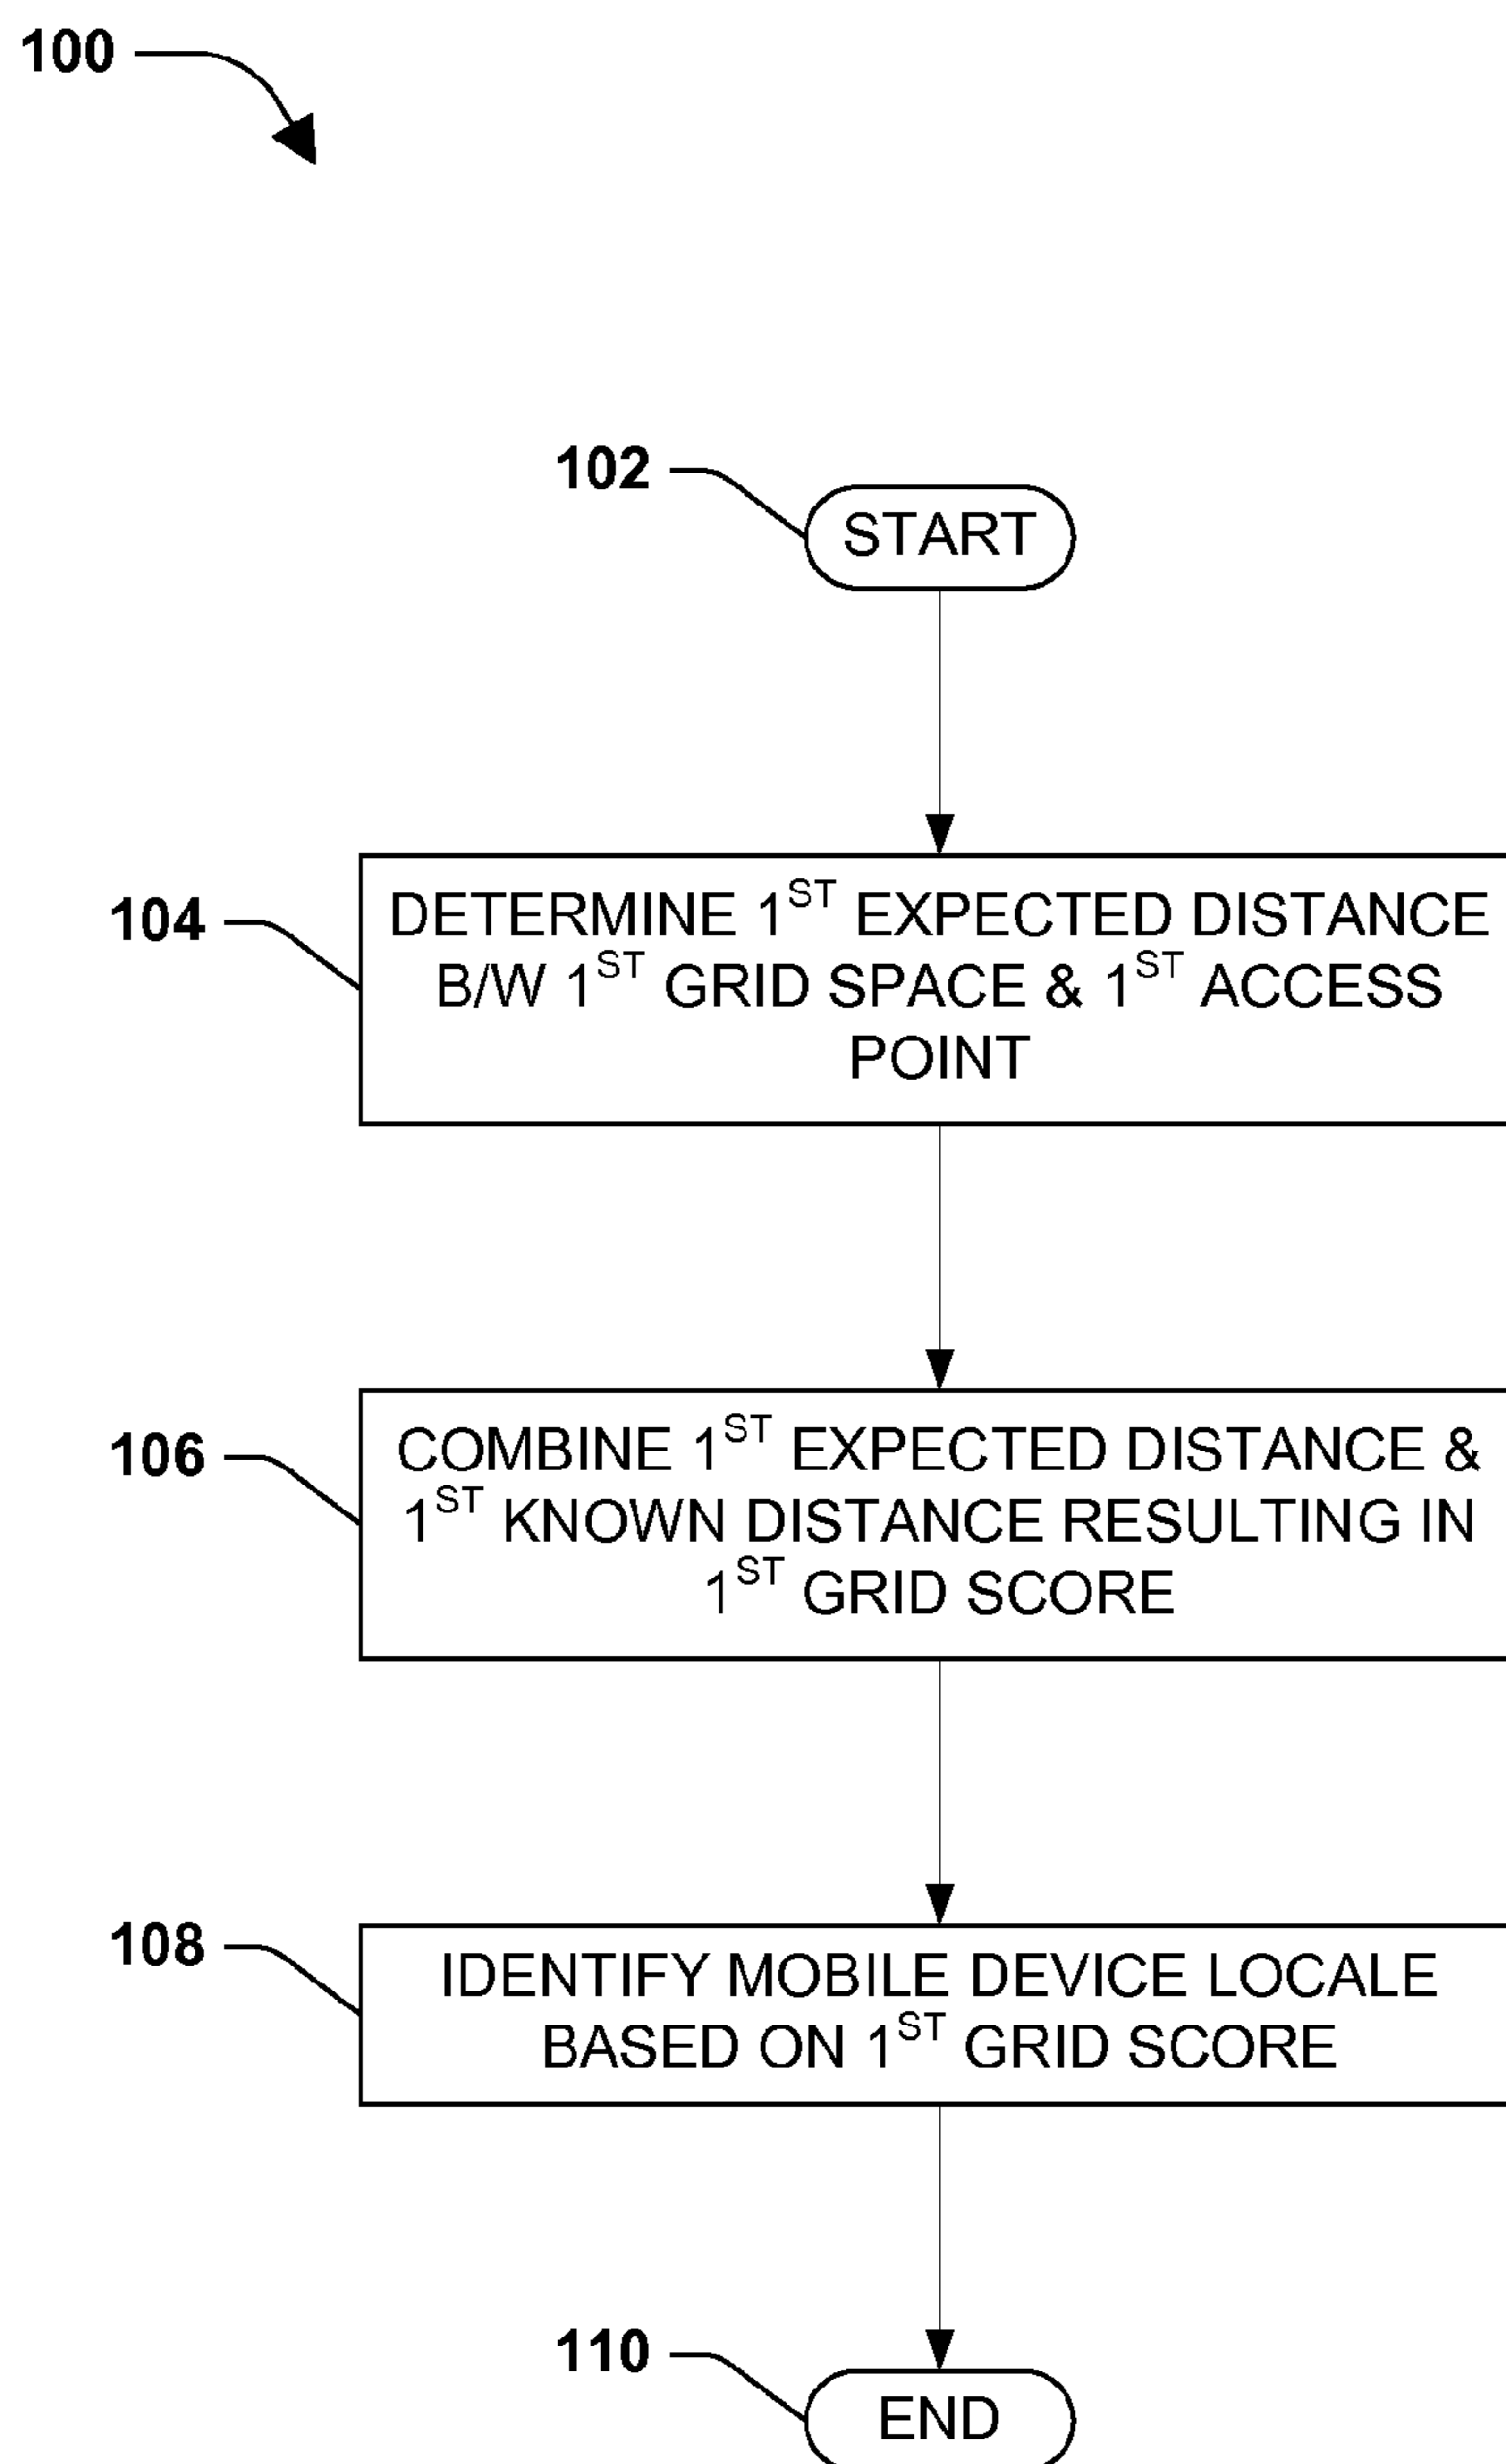 100
102
START
104
DETERMINE 1ST EXPECTED DISTANCE
B/W 1ST GRID SPACE & 1ST ACCESS
POINT
106
COMBINE 1ST EXPECTED DISTANCE &
1ST KNOWN DISTANCE RESULTING IN
1ST GRID SCORE
108
IDENTIFY MOBILE DEVICE LOCALE
BASED ON 1ST GRID SCORE
110
END